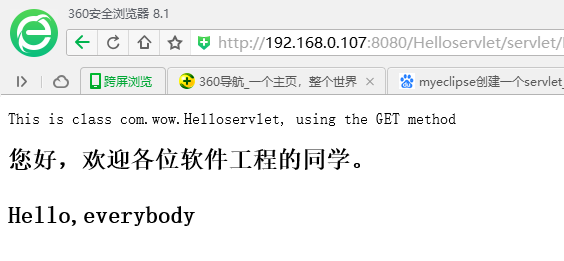 360安全浏览器 8.1
http://192.168.0.107:8080/Helloservlet/servlet/
跨屏浏览 360导航_一个主页，整个世界 myeclipse创建一个servlet_
This is class com.wow.Helloservlet, using the GET method
您好，欢迎各位软件工程的同学。
Hello,everybody